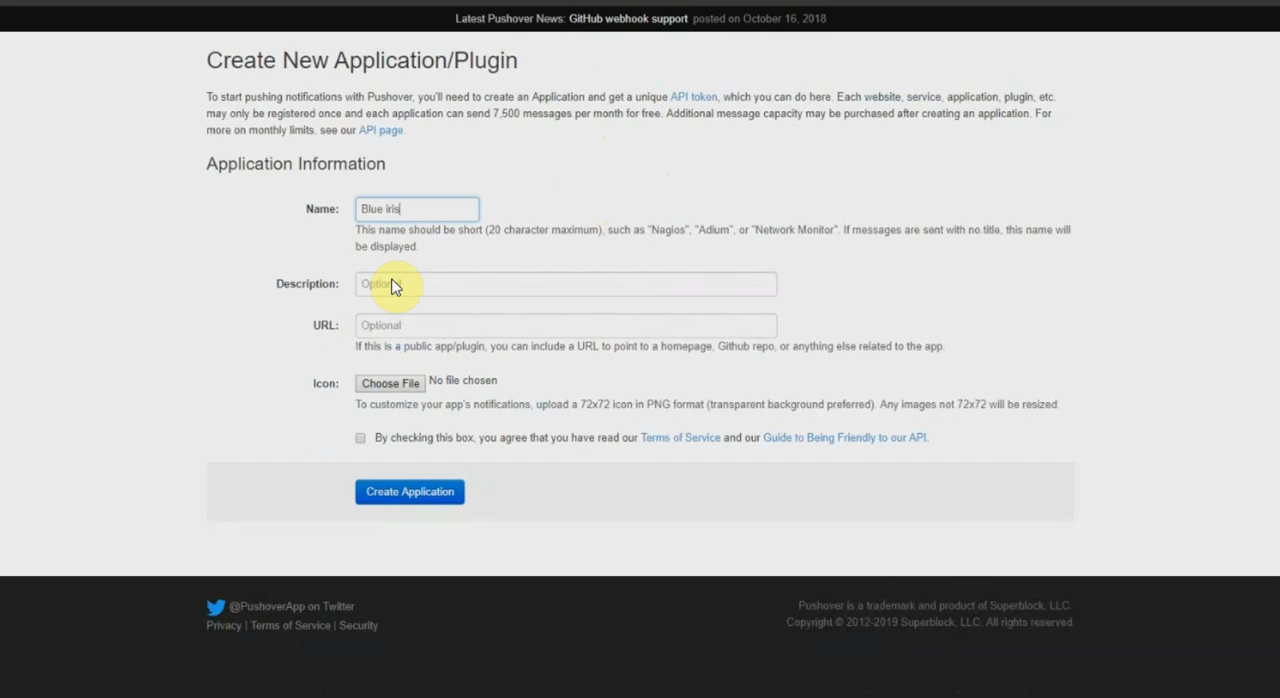 Latest Pushover News: GitHub webhook support posted on October 16, 2018
Create New Application/Plugin
To start pushing notifications with Pushover, you'll need to create an Application and get a unique API token, which you can do here. Each website, service, application, plugin, etc.
may only be registered once and each application can send 7,500 messages per month for free. Additional message capacity may be purchased after creating an application. For
more on monthly limits, see our API page.
Application Information
Name: Blue iris
This name should be short (20 character maximum), such as "Nagios", "Adium", or "Network Monitor". If messages are sent with no title, this name will
be displayed.
Description: Optional
URL: Optional
If this is a public app/plugin, you can include a URL to point to a homepage, Github repo, or anything else related to the app.
Icon: Choose File No file chosen
To customize your app's notifications, upload a 72x72 icon in PNG format (transparent background preferred). Any images not 72x72 will be resized.
By checking this box, you agree that you have read our Terms of Service and our Guide to Being Friendly to our API.
Create Application
@PushoverApp on Twitter
Privacy | Terms of Service | Security
Pushover is a trademark and product of Superblock, LLC.
Copyright © 2012-2019 Superblock, LLC. All rights reserved.